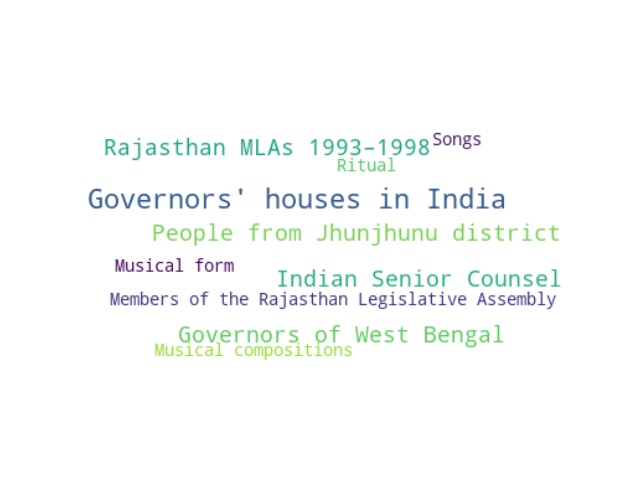 Songs
Rajasthan MLAs 1993–1998
Ritual
Governors' houses in India
People from Jhunjhunu district
Musical form
Indian Senior Counsel
Members of the Rajasthan Legislative Assembly
Governors of West Bengal
Musical compositions